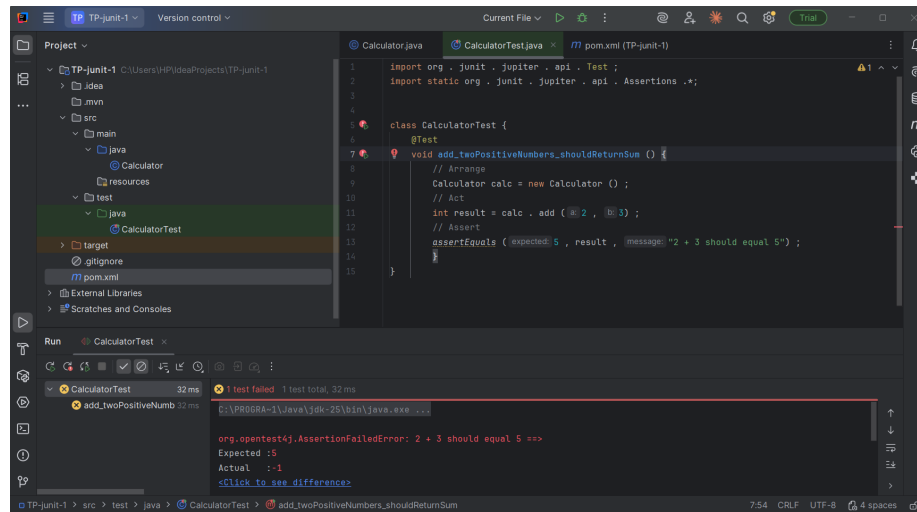 TP TP-junit-1 Version control Current File Trial
Project
Calculator.java CalculatorTest.java pom.xml (TP-junit-1)
TP-junit-1 C:\Users\HP\IdeaProjects\TP-junit-1
.idea
.mvn
src
main
java
Calculator
resources
test
java
CalculatorTest
target
.gitignore
pom.xml
External Libraries
Scratches and Consoles
1 import org . junit . jupiter . api . Test ;
2 import static org . junit . jupiter . api . Assertions .*;
3
4
5 class CalculatorTest {
6 @Test
7 void add_twoPositiveNumbers_shouldReturnSum () {
8 // Arrange
9 Calculator calc = new Calculator () ;
10 // Act
11 int result = calc . add ( a: 2 , b: 3) ;
12 // Assert
13 assertEquals ( expected: 5 , result , message: "2 + 3 should equal 5") ;
14 }
15 }
1
Run CalculatorTest
CalculatorTest 32 ms
add_twoPositiveNumb 32 ms
1 test failed 1 test total, 32 ms
C:\PROGRA~1\Java\jdk-25\bin\java.exe ...
org.opentest4j.AssertionFailedError: 2 + 3 should equal 5 ==>
Expected :5
Actual :-1
<Click to see difference>
TP-junit-1 > src > test > java > CalculatorTest > add_twoPositiveNumbers_shouldReturnSum 7:54 CRLF UTF-8 4 spaces